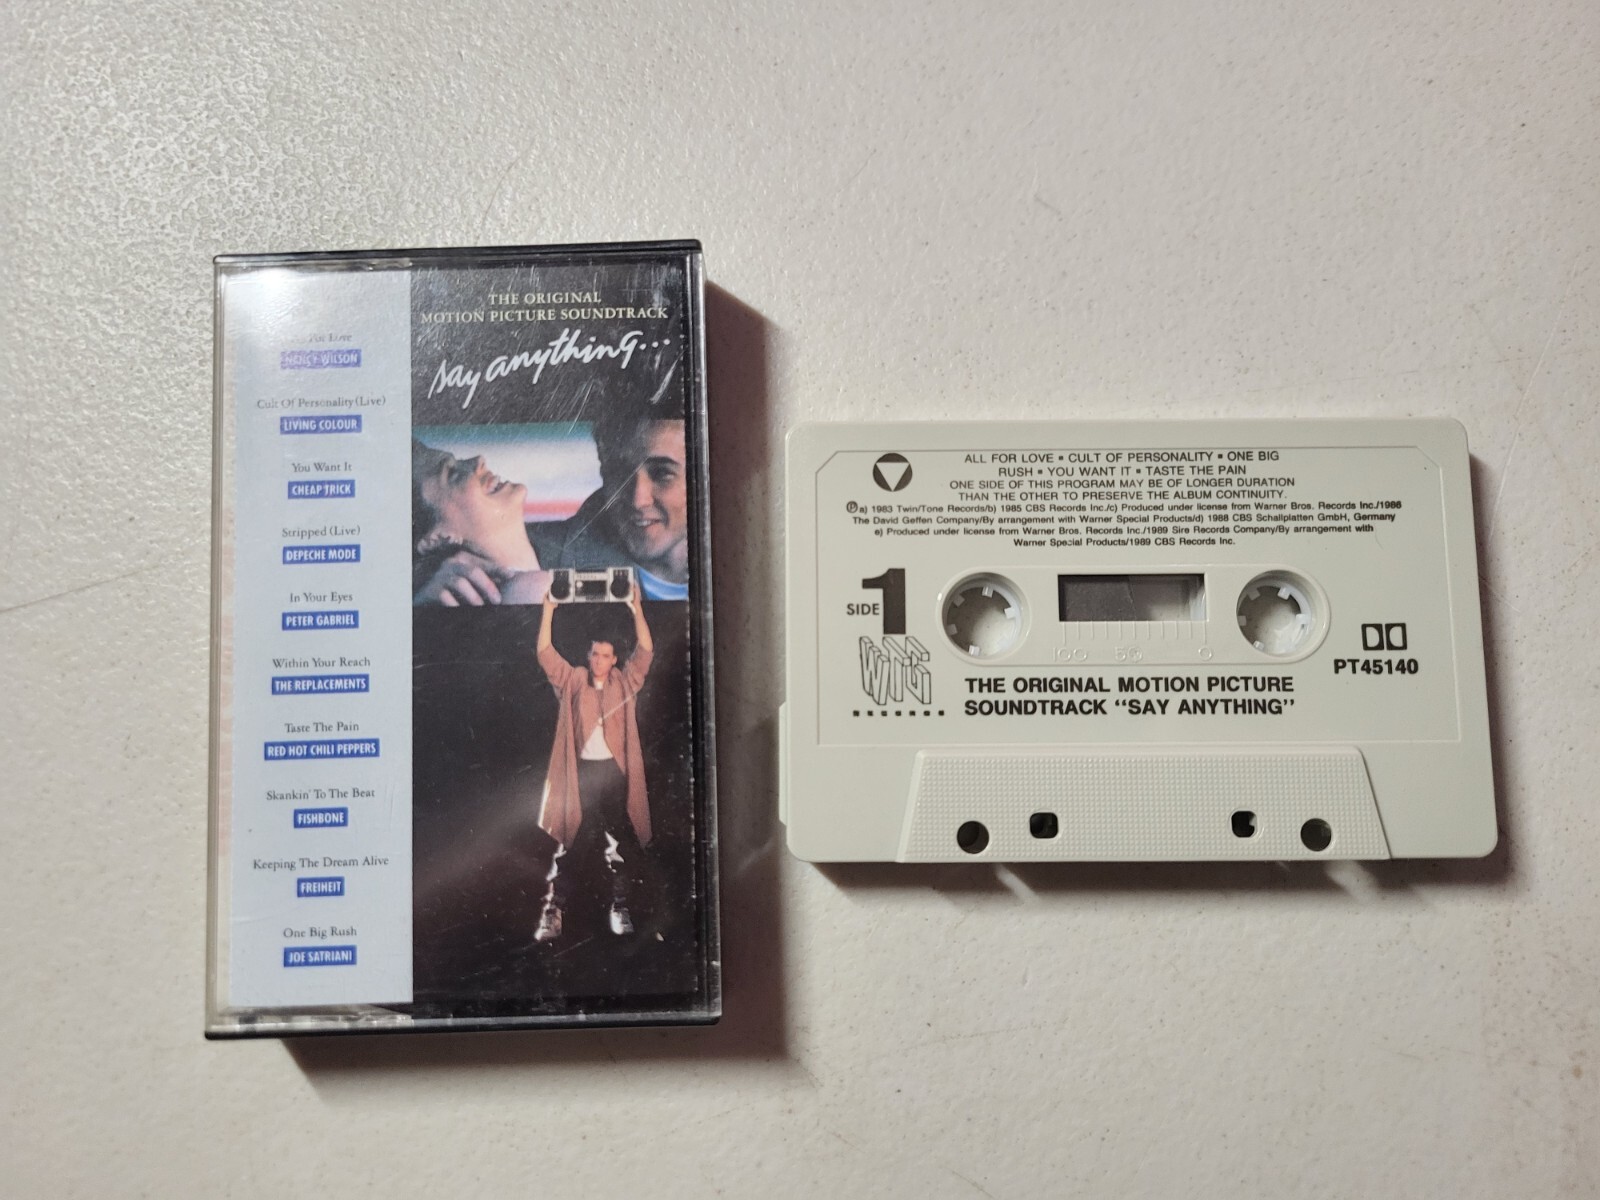 THE ORIGINAL
MOTION PICTURE SOUNDTRACK
say anything...
For Love
NANCY WILSON
Cult Of Personality (Live)
LIVING COLOUR
You Want It
CHEAP TRICK
Stripped (Live)
DEPECHE MODE
In Your Eyes
PETER GABRIEL
Within Your Reach
THE REPLACEMENTS
Taste The Pain
RED HOT CHILI PEPPERS
Skankin' To The Beat
FISHBONE
Keeping The Dream Alive
FREIHEIT
One Big Rush
JOE SATRIANI
ALL FOR LOVE ▪ CULT OF PERSONALITY ▪ ONE BIG
RUSH ▪ YOU WANT IT ▪ TASTE THE PAIN
ONE SIDE OF THIS PROGRAM MAY BE OF LONGER DURATION
THAN THE OTHER TO PRESERVE THE ALBUM CONTINUITY.
℗a) 1983 Twin/Tone Records/b) 1985 CBS Records Inc./c) Produced under license from Warner Bros. Records Inc./1986
The David Geffen Company/By arrangement with Warner Special Products/d) 1988 CBS Schallplatten GmbH, Germany
e) Produced under license from Warner Bros. Records Inc./1989 Sire Records Company/By arrangement with
Warner Special Products/1989 CBS Records Inc.
SIDE 1
WTG
100 50 0
PT45140
THE ORIGINAL MOTION PICTURE
SOUNDTRACK "SAY ANYTHING"